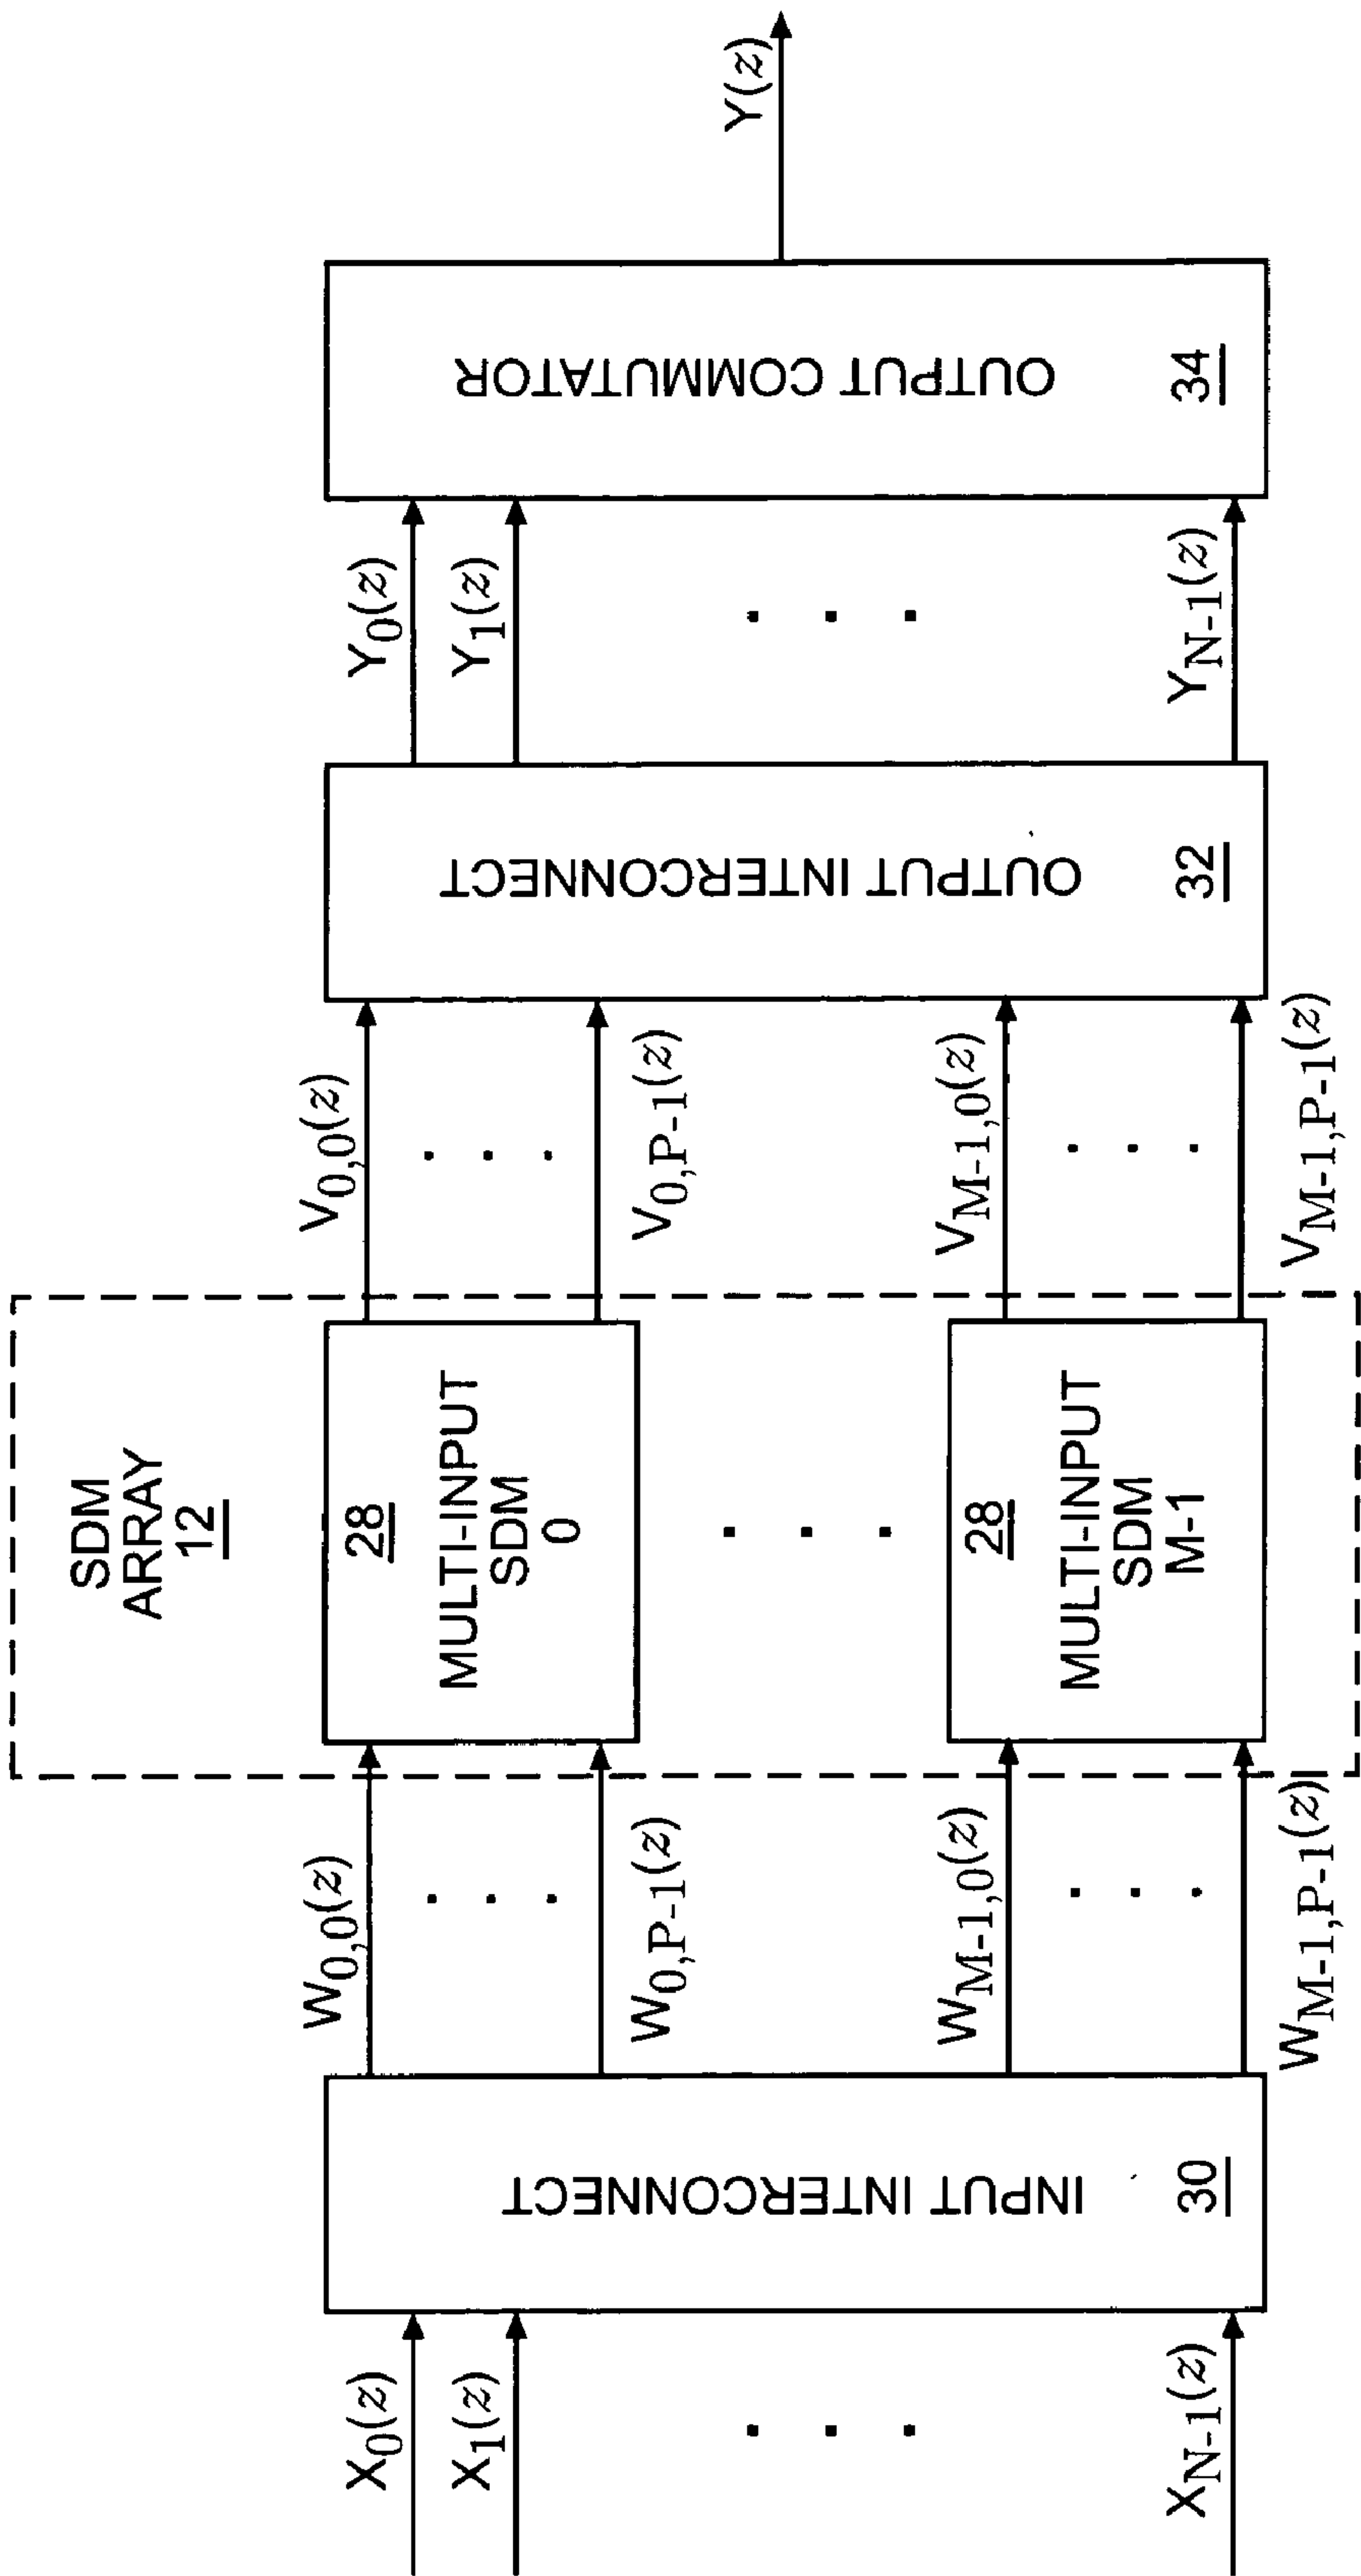 X0(z)
X1(z)
XN-1(z)
INPUT INTERCONNECT
30
W0,0(z)
W0,P-1(z)
WM-1,0(z)
WM-1,P-1(z)
SDM
ARRAY
12
28
MULTI-INPUT
SDM
0
28
MULTI-INPUT
SDM
M-1
V0,0(z)
V0,P-1(z)
VM-1,0(z)
VM-1,P-1(z)
OUTPUT INTERCONNECT
32
Y0(z)
Y1(z)
YN-1(z)
OUTPUT COMMUTATOR
34
Y(z)